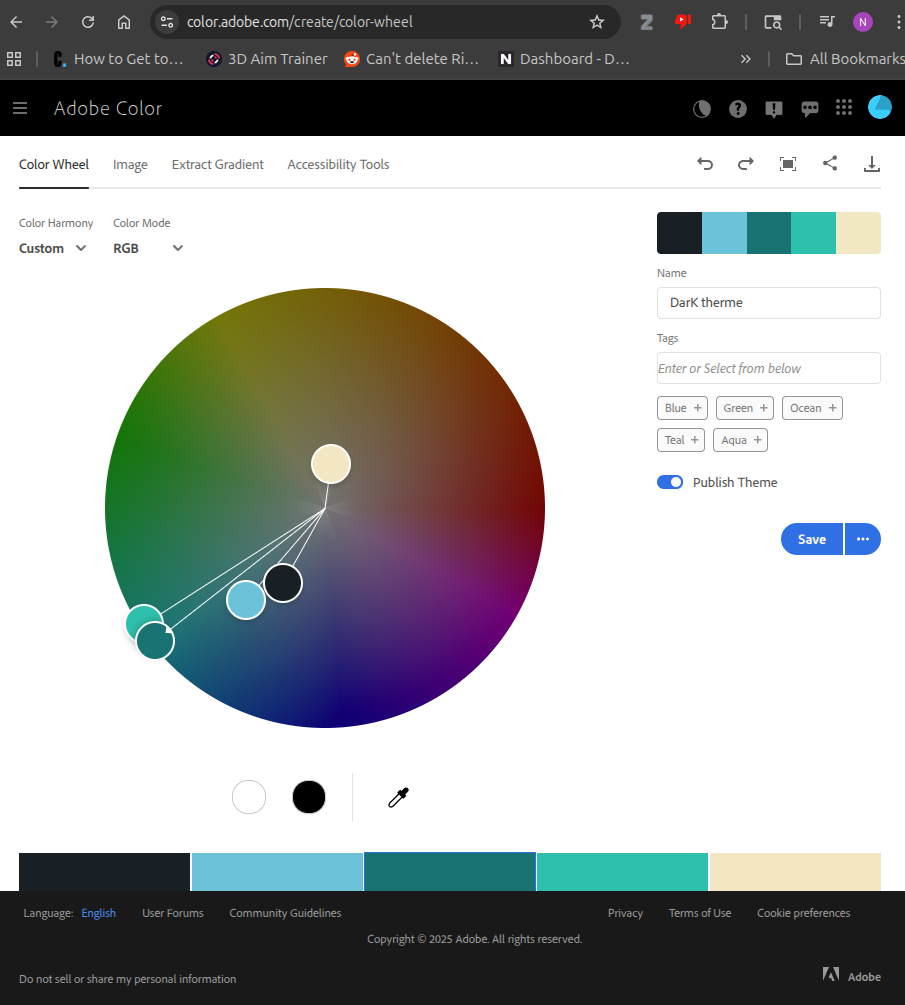 color.adobe.com/create/color-wheel
N
How to Get to...
3D Aim Trainer
Can't delete Ri...
N Dashboard - D...
»
All Bookmarks
Adobe Color
Color Wheel
Image
Extract Gradient
Accessibility Tools
Color Harmony
Color Mode
Custom
RGB
Name
DarK therme
Tags
Enter or Select from below
Blue +
Green +
Ocean +
Teal +
Aqua +
Publish Theme
Save
...
Language: English
User Forums
Community Guidelines
Privacy
Terms of Use
Cookie preferences
Copyright © 2025 Adobe. All rights reserved.
Do not sell or share my personal information
Adobe